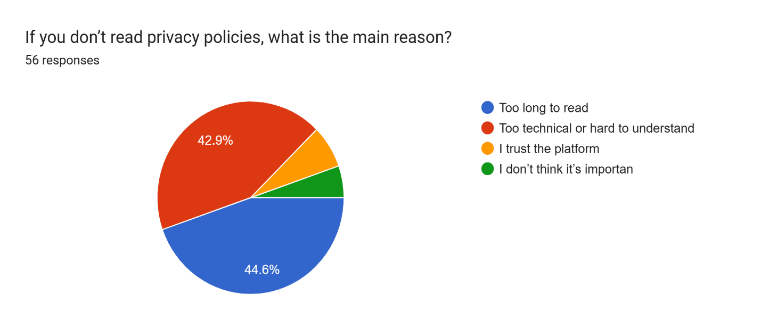 If you don’t read privacy policies, what is the main reason?
56 responses
Too long to read
Too technical or hard to understand
I trust the platform
I don’t think it’s importan
42.9%
44.6%